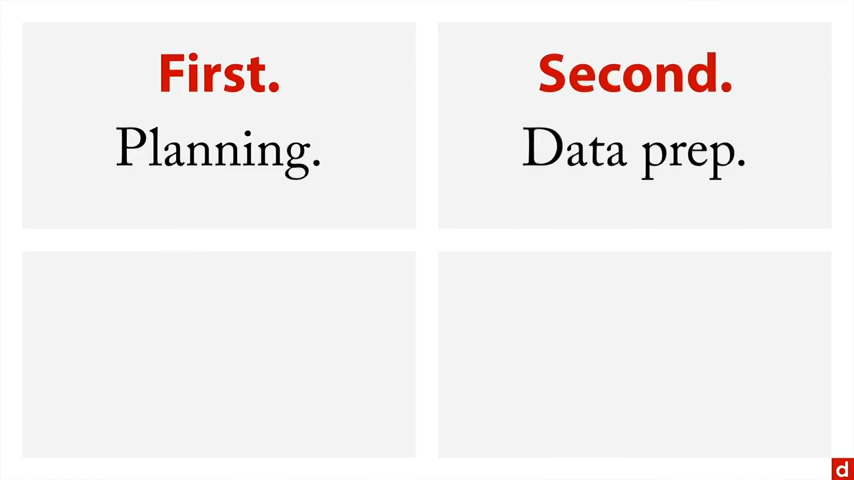 First.
Planning.
Second.
Data prep.
d